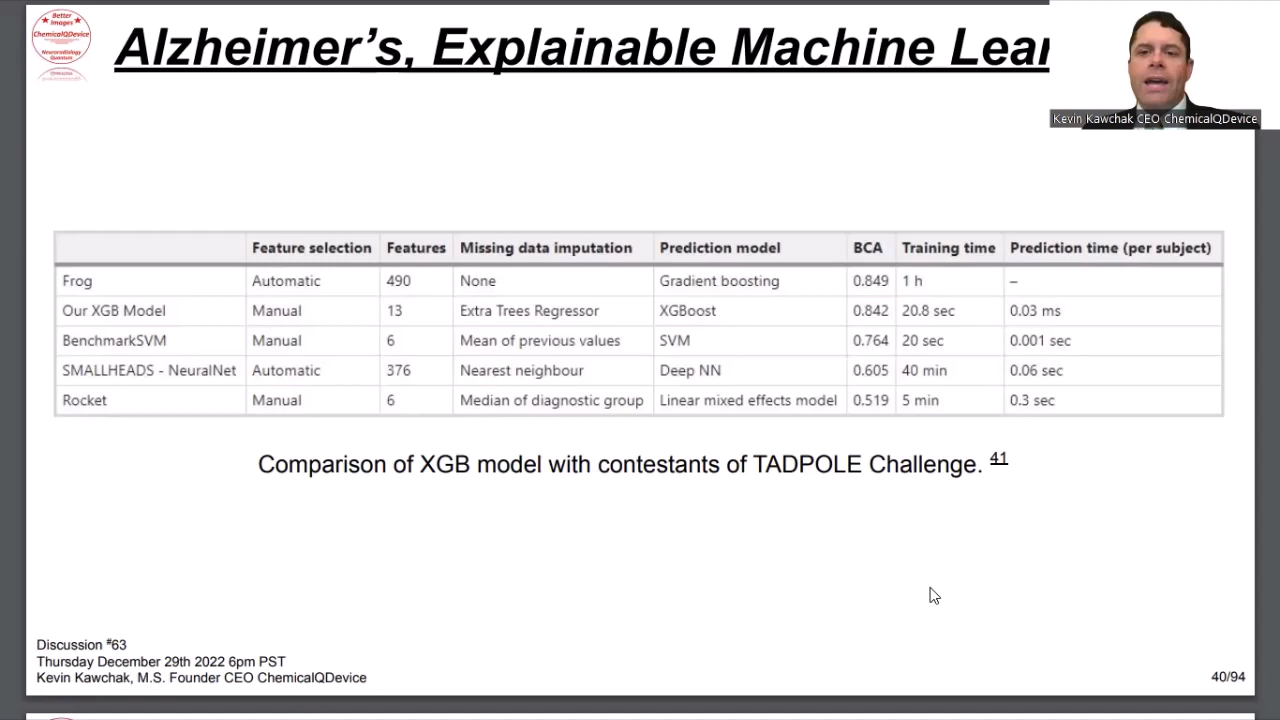 Better
Images
ChemicalQDevice
Neuroradiology
Quantum
Alzheimer's, Explainable Machine Lear
Kevin Kawchak CEO ChemicalQDevice
Feature selection Features Missing data imputation Prediction model BCA Training time Prediction time (per subject)
Frog Automatic 490 None Gradient boosting 0.849 1 h –
Our XGB Model Manual 13 Extra Trees Regressor XGBoost 0.842 20.8 sec 0.03 ms
BenchmarkSVM Manual 6 Mean of previous values SVM 0.764 20 sec 0.001 sec
SMALLHEADS - NeuralNet Automatic 376 Nearest neighbour Deep NN 0.605 40 min 0.06 sec
Rocket Manual 6 Median of diagnostic group Linear mixed effects model 0.519 5 min 0.3 sec
Comparison of XGB model with contestants of TADPOLE Challenge. 41
Discussion #63
Thursday December 29th 2022 6pm PST
Kevin Kawchak, M.S. Founder CEO ChemicalQDevice
40/94